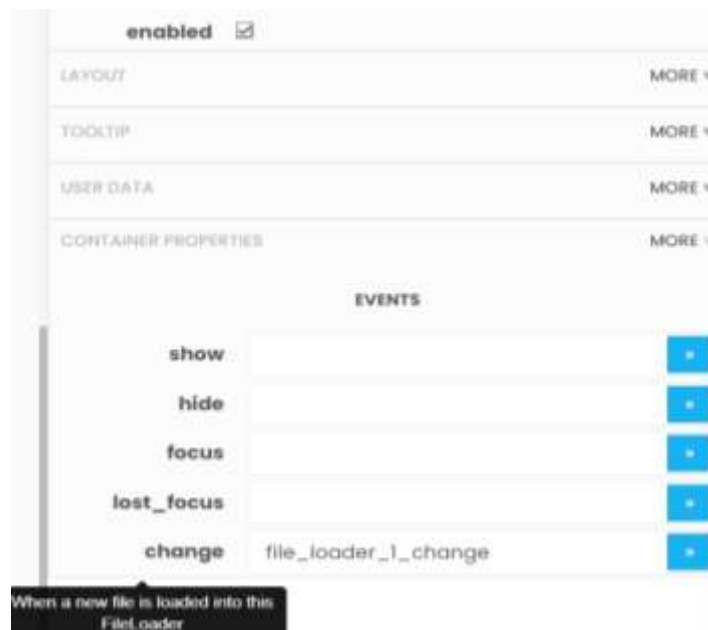 enabled
LAYOUT MORE
TOOLTIP MORE
USER DATA MORE
CONTAINER PROPERTIES MORE
EVENTS
show
hide
focus
lost_focus
change file_loader_1_change
When a new file is loaded into this
FileLoader